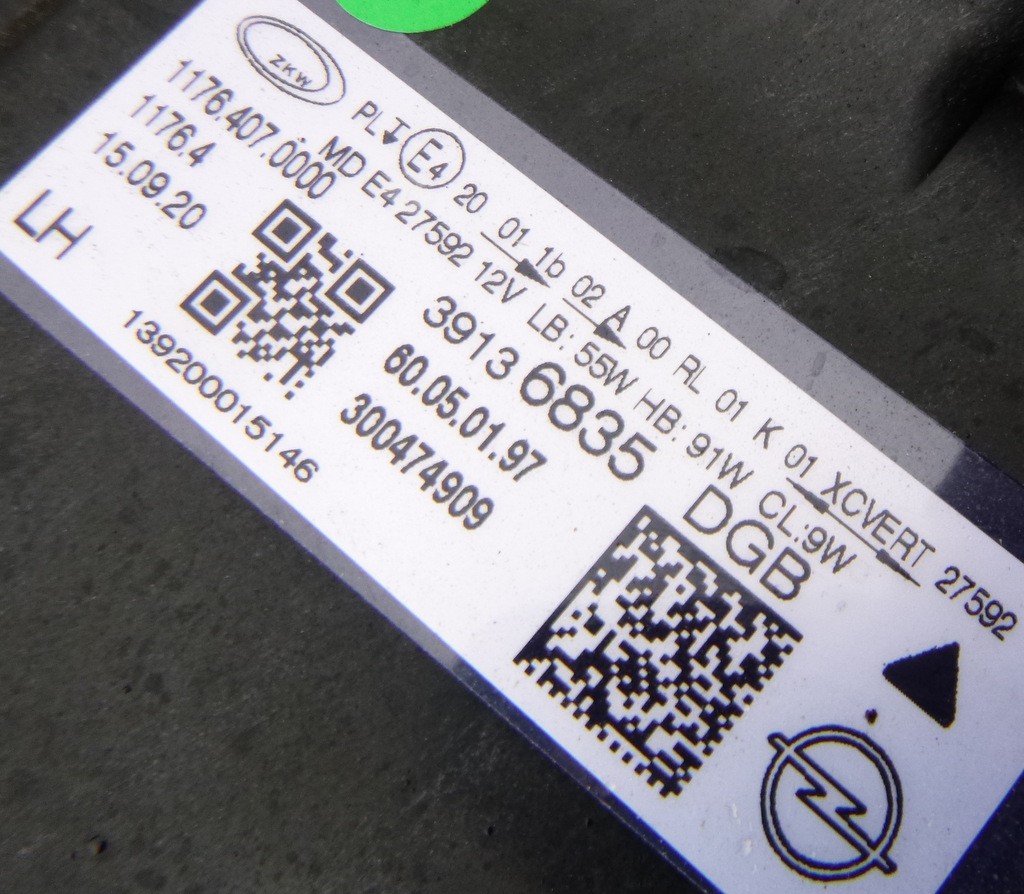 ZKW
PL E4 20 01 1b 02 A 00 RL 01 K 01 XCVERT 27592
MD E4 27592 12V LB: 55W HB: 91W CL:9W
1176.407.0000
1176.4
15.09.20
LH
3913 6835 DGB
60.05.01.97
300474909
139200015146